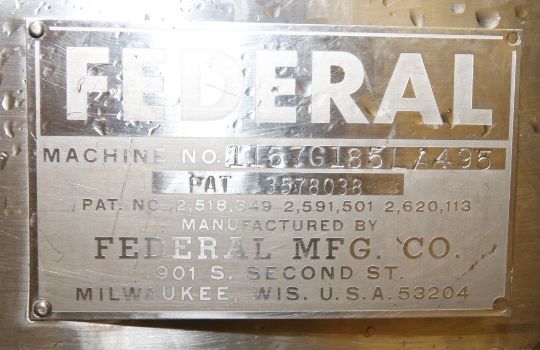 FEDERAL
MACHINE NO. 1157G185LA495
PAT 3578038
PAT. NO. 2,518,349 2,591,501 2,620,113
MANUFACTURED BY
FEDERAL MFG. CO.
901 S. SECOND ST.
MILWAUKEE, WIS. U.S.A. 53204